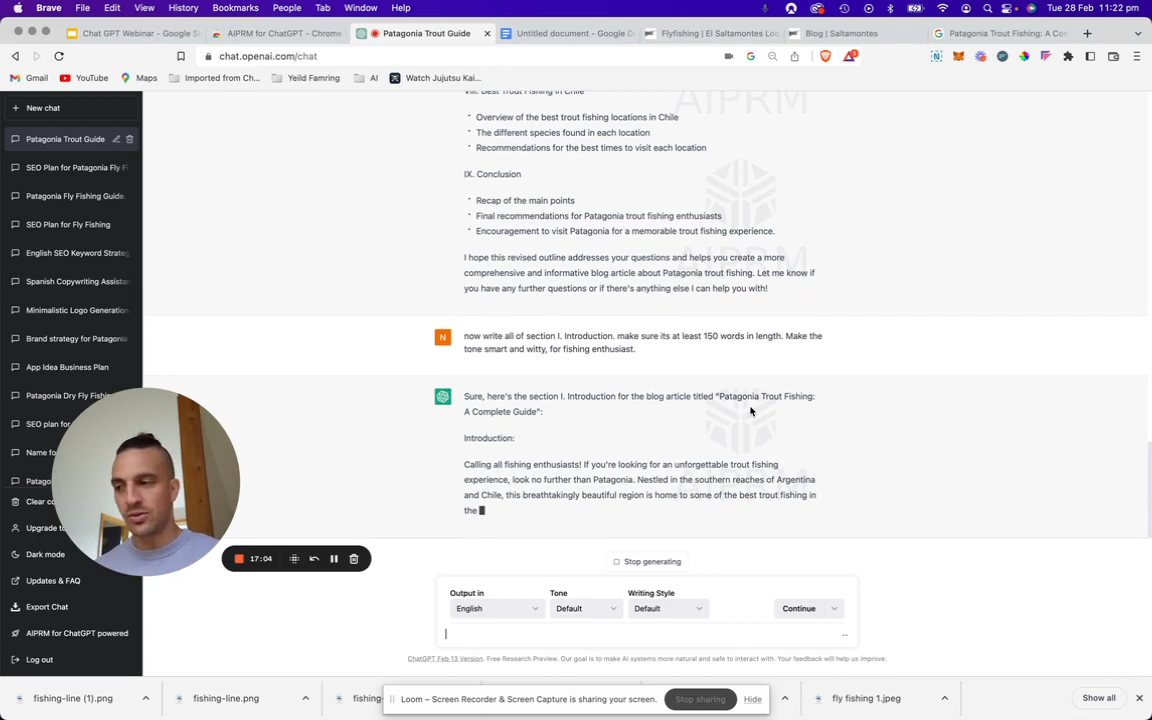 Brave File Edit View History Bookmarks People Tab Window Help Tue 28 Feb 11:22 pm
Chat GPT Webinar - Google S
AIPRM for ChatGPT - Chrome
Patagonia Trout Guide
Untitled document - Google D
Flyfishing | El Saltamontes Loo
Blog | Saltamontes
Patagonia Trout Fishing: A Con
chat.openai.com/chat
Gmail YouTube Maps Imported from Ch... Yeild Famring AI Watch Jujutsu Kai...
New chat
Patagonia Trout Guide
SEO Plan for Patagonia Fly F
Patagonia Fly Fishing Guide.
SEO Plan for Fly Fishing
English SEO Keyword Strateg
Spanish Copywriting Assista
Minimalistic Logo Generation
Brand strategy for Patagonia
App Idea Business Plan
Patagonia Dry Fly Fishin
SEO plan for
Name fo
Patago
Clear co
Upgrade to
Dark mode
Updates & FAQ
Export Chat
AIPRM for ChatGPT powered
Log out
VIII. Best Trout Fishing in Chile
- Overview of the best trout fishing locations in Chile
- The different species found in each location
- Recommendations for the best times to visit each location
IX. Conclusion
- Recap of the main points
- Final recommendations for Patagonia trout fishing enthusiasts
- Encouragement to visit Patagonia for a memorable trout fishing experience.
I hope this revised outline addresses your questions and helps you create a more
comprehensive and informative blog article about Patagonia trout fishing. Let me know if
you have any further questions or if there's anything else I can help you with!
AIPRM
AIPRM
N
now write all of section I. Introduction. make sure its at least 150 words in length. Make the
tone smart and witty, for fishing enthusiast.
Sure, here's the section I. Introduction for the blog article titled "Patagonia Trout Fishing:
A Complete Guide":
Introduction:
Calling all fishing enthusiasts! If you're looking for an unforgettable trout fishing
experience, look no further than Patagonia. Nestled in the southern reaches of Argentina
and Chile, this breathtakingly beautiful region is home to some of the best trout fishing in
the
AIPRM
17:04
Stop generating
Output in Tone Writing Style
English Default Default Continue
ChatGPT Feb 13 Version. Free Research Preview. Our goal is to make AI systems more natural and safe to interact with. Your feedback will help us improve.
fishing-line (1).png fishing-line.png fishing- Loom – Screen Recorder & Screen Capture is sharing your screen. Stop sharing Hide fly fishing 1.jpeg Show all